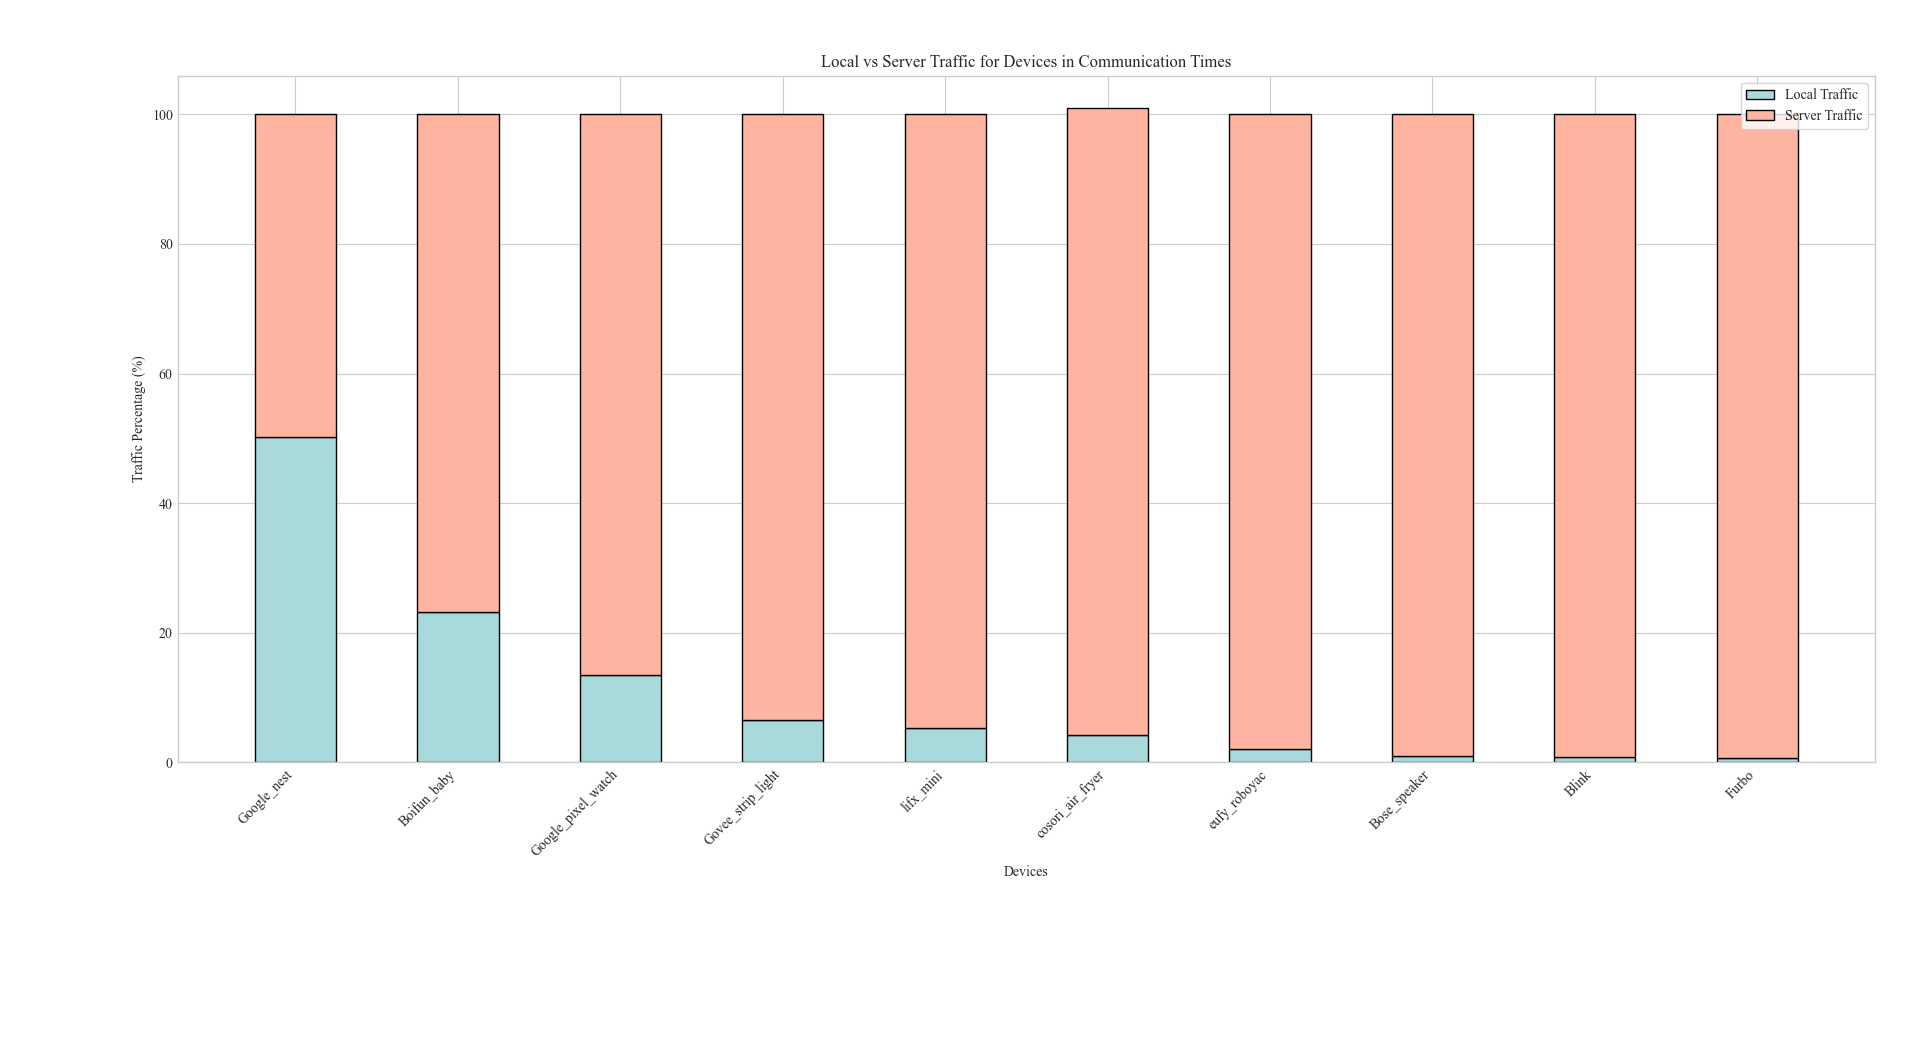 Local vs Server Traffic for Devices in Communication Times
Local Traffic
Server Traffic
Traffic Percentage (%)
100
80
60
40
20
0
Google_nest
Boifun_baby
Google_pixel_watch
Govee_strip_light
lifx_mini
cosori_air_fryer
eufy_robovac
Bose_speaker
Blink
Furbo
Devices